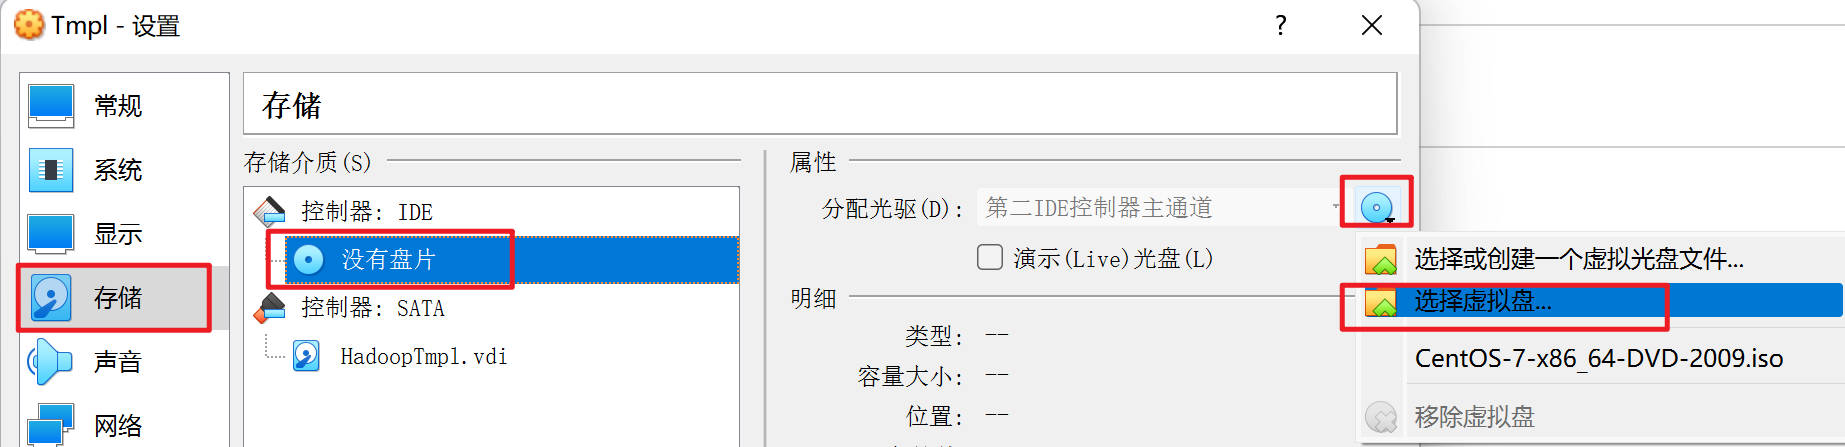 Tmpl - 设置
?
常规
系统
显示
存储
声音
网络
存储
存储介质(S)
控制器: IDE
没有盘片
控制器: SATA
HadoopTmpl.vdi
属性
分配光驱(D): 第二IDE控制器主通道
演示(Live)光盘(L)
明细
类型: --
容量大小: --
位置: --
选择或创建一个虚拟光盘文件...
选择虚拟盘...
CentOS-7-x86_64-DVD-2009.iso
移除虚拟盘